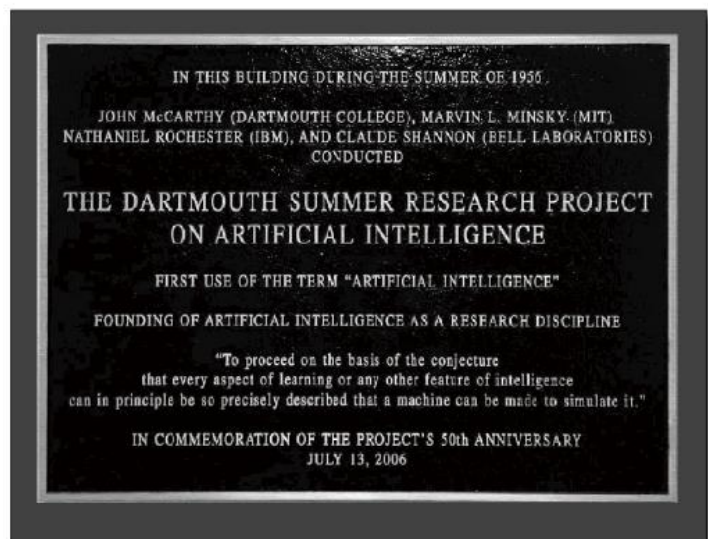 IN THIS BUILDING DURING THE SUMMER OF 1956
JOHN McCARTHY (DARTMOUTH COLLEGE), MARVIN L. MINSKY (MIT)
NATHANIEL ROCHESTER (IBM), AND CLAUDE SHANNON (BELL LABORATORIES)
CONDUCTED
THE DARTMOUTH SUMMER RESEARCH PROJECT
ON ARTIFICIAL INTELLIGENCE
FIRST USE OF THE TERM “ARTIFICIAL INTELLIGENCE”
FOUNDING OF ARTIFICIAL INTELLIGENCE AS A RESEARCH DISCIPLINE
“To proceed on the basis of the conjecture
that every aspect of learning or any other feature of intelligence
can in principle be so precisely described that a machine can be made to simulate it.”
IN COMMEMORATION OF THE PROJECT'S 50th ANNIVERSARY
JULY 13, 2006